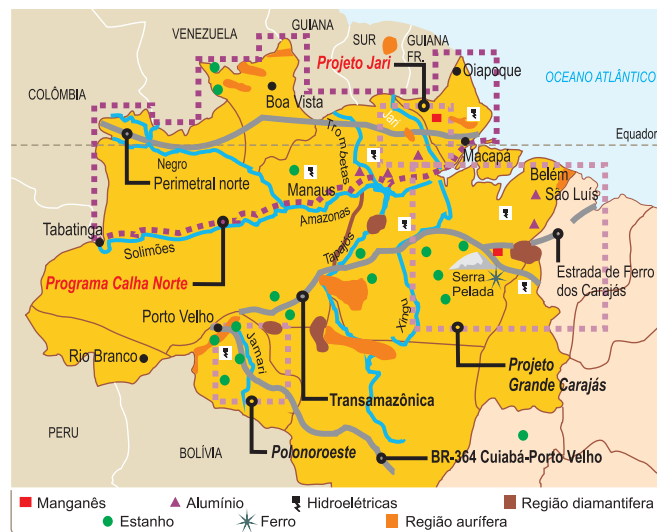 VENEZUELA
GUIANA
SUR
GUIANA
FR.
Projeto Jari
Oiapoque
OCEANO ATLÂNTICO
COLÔMBIA
Boa Vista
Jari
Trombetas
Equador
Macapá
Negro
Perimetral norte
Manaus
Belém
São Luís
Amazonas
Tabatinga
Solimões
Tapajós
Programa Calha Norte
Estrada de Ferro
dos Carajás
Serra
Pelada
Xingu
Porto Velho
Jamari
Rio Branco
Projeto
Grande Carajás
Transamazônica
PERU
BOLÍVIA
Polonoroeste
BR-364 Cuiabá-Porto Velho
Manganês
Alumínio
Hidroelétricas
Região diamantifera
Estanho
Ferro
Região aurífera